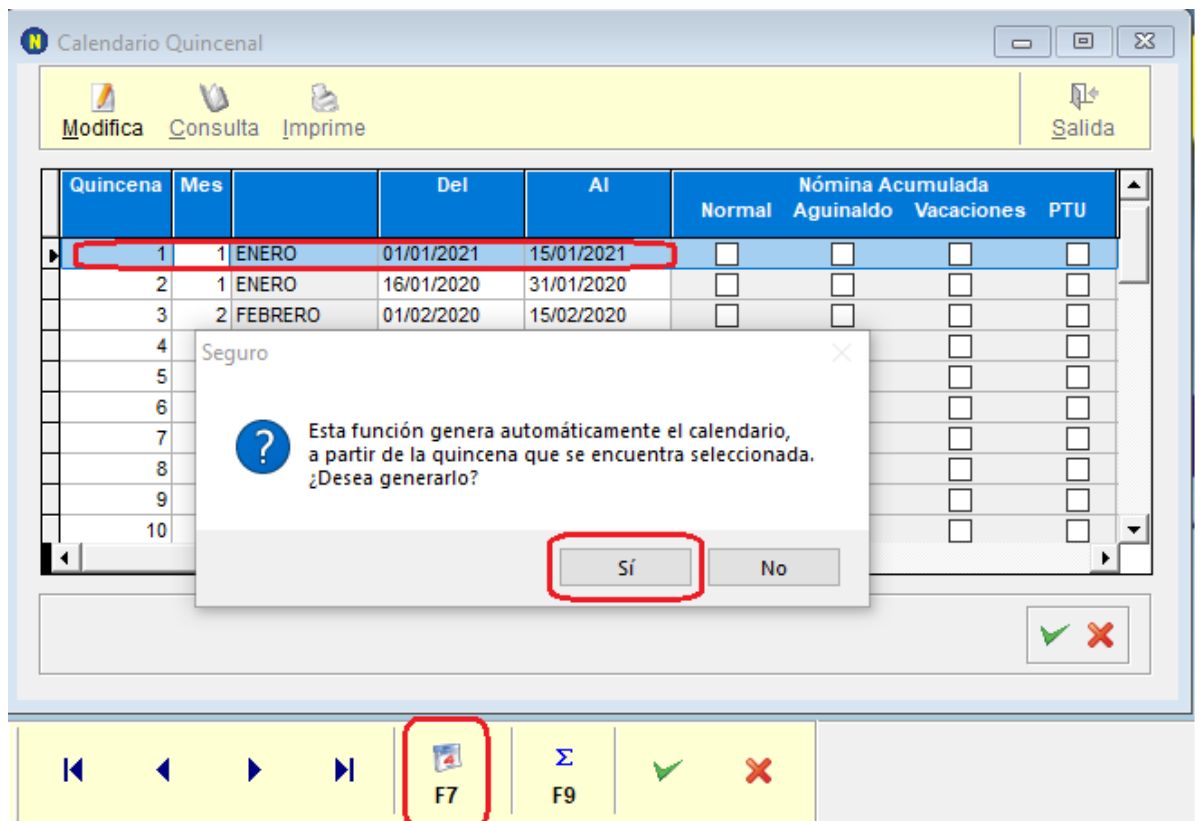 Calendario Quincenal
Modifica Consulta Imprime Salida
Quincena Mes Del Al Nómina Acumulada
Normal Aguinaldo Vacaciones PTU
1 1 ENERO 01/01/2021 15/01/2021
2 1 ENERO 16/01/2020 31/01/2020
3 2 FEBRERO 01/02/2020 15/02/2020
4
5
6
7
8
9
10
Seguro
Esta función genera automáticamente el calendario,
a partir de la quincena que se encuentra seleccionada.
¿Desea generarlo?
Sí No
F7 F9